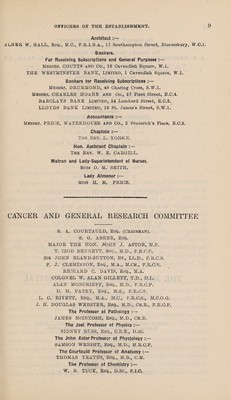 OFFICERS OF THE ESTABLISHMENT. 9
Architect :—
ALNER W. HALL, ESQ., M.C., F.R.I.B.A., 17 Southampton Street, Bloomsbury, W.C.1.
Bankers.
For Receiving Subscriptions and General Purposes :—
MESSRS. COUTTS AND CO., 16 Cavendish Square, W.1.
THE WESTMINSTER BANK, LIMITED, 1 Cavendish Square, W.1.
Bankers for Receiving Subscriptions :—
MESSRS. DRUMMOND, 49 Charing Cross, S.W.1.
MESSRS. CHARLES HOARE AND CO., 37 Fleet Street, E.C.4.
BARCLAYS BANK LIMITED, 54 Lombard Street, E.C.3.
LLOYDS BANK LIMITED, 16 St. James's Street, S.W.1.
Accountants :—
MESSRS. PRICE, WATERHOUSE AND CO., 3 Frederick's Place, E.C.2.
Chaplain :—
THE REV. L. YORKE.
Hon. Assistant Chaplain :—
THE REV. W. E. CARGILL.
Matron and Lady-Superintendent of Nurses.
MISS D. M. SMITH.
Lady Almoner :—
MISS H. M. PRICE.
CANCER AND GENERAL RESEARCH COMMITTEE
S. A. COURTAULD, ESQ. (CHAIRMAN).
S. G. ASHER, ESQ.
MAJOR THE HON. JOHN J. ASTOR, M.P.
T. IZOD BENNETT, ESQ., M.D., F.R.C.P.
SIR JOHN BLAND-SUTTON, BT., LL.D., F.R.C.S.
F. J. CLEMINSON, ESQ., M.A., M.CH., F.R.C.S.
RICHARD C. DAVIS, ESQ., M.A.
COLONEL W. ALAN GILLETT, T.D., D.L.
ALAN MONCRIEFF, ESQ., M.D., F.R.C.P.
D. H. PATEY, ESQ., M.S., F.R.C.S.
L. C. RIVETT, ESQ., M.A., M.C., F.R.C.S., M.C.O.G.
J. H. DOUGLAS WEBSTER, ESQ., M.D., CH.B., F.R.C.P.
The Professor of Pathology :—
JAMES MCINTOSH, ESQ., M.D., CH.B.
The Joel Professor of Physics :—
SIDNEY RUSS, ESQ., C.B.E., D.SC.
The John Astor Professor of Physiology :—
SAMSON WRIGHT, ESQ., M.D., M.R.C.P.
The Courtauld Professor of Anatomy :—
THOMAS YEATES, ESQ., M.B., C.M.
The Professor of Chemistry :—
W. B. TUCK, ESQ., D.SC., F.I.C.